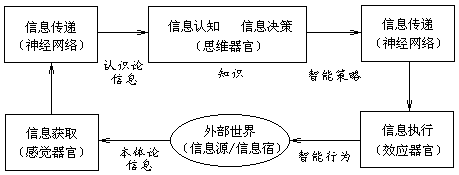 信息传递
(神经网络)
认识论
信息
信息认知 信息决策
(思维器官)
知识
信息传递
(神经网络)
智能策略
信息获取
(感觉器官)
本体论
信息
外部世界
(信息源/信息宿)
智能行为
信息执行
(效应器官)